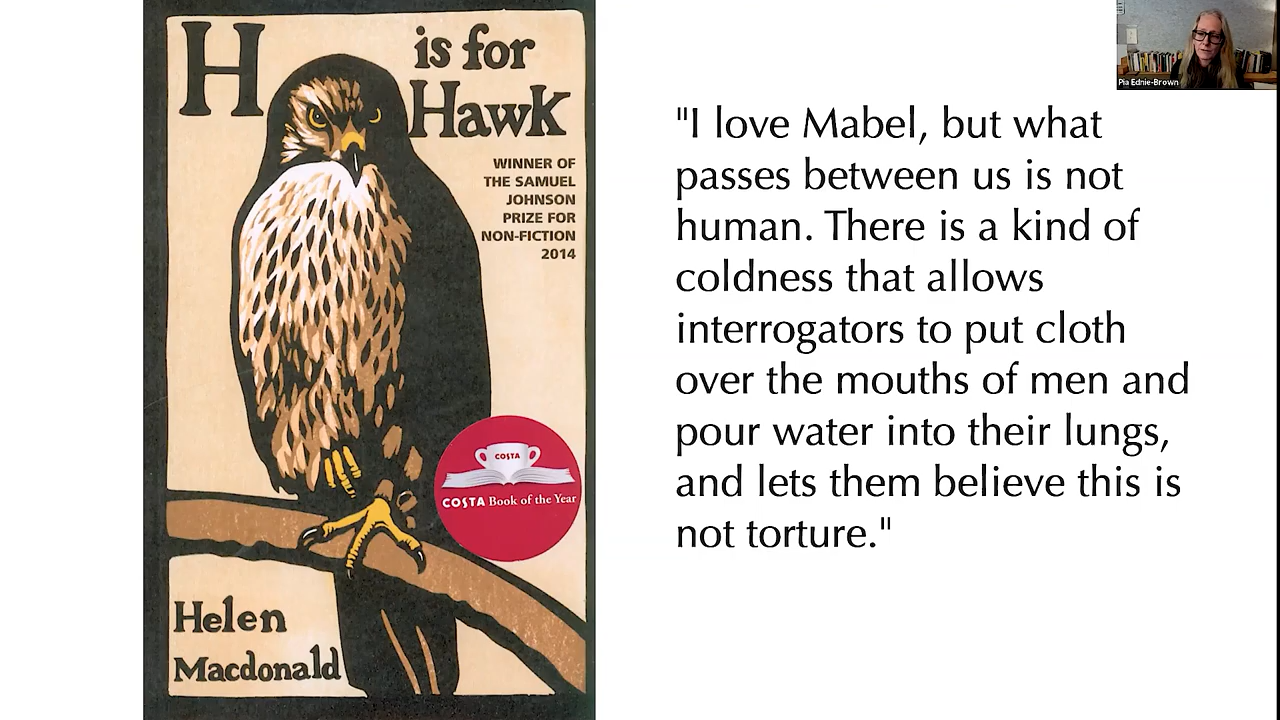 H
is for
Hawk
WINNER OF
THE SAMUEL
JOHNSON
PRIZE FOR
NON-FICTION
2014
COSTA
COSTA Book of the Year
Helen
Macdonald
"I love Mabel, but what
passes between us is not
human. There is a kind of
coldness that allows
interrogators to put cloth
over the mouths of men and
pour water into their lungs,
and lets them believe this is
not torture."
Pia Ednie-Brown